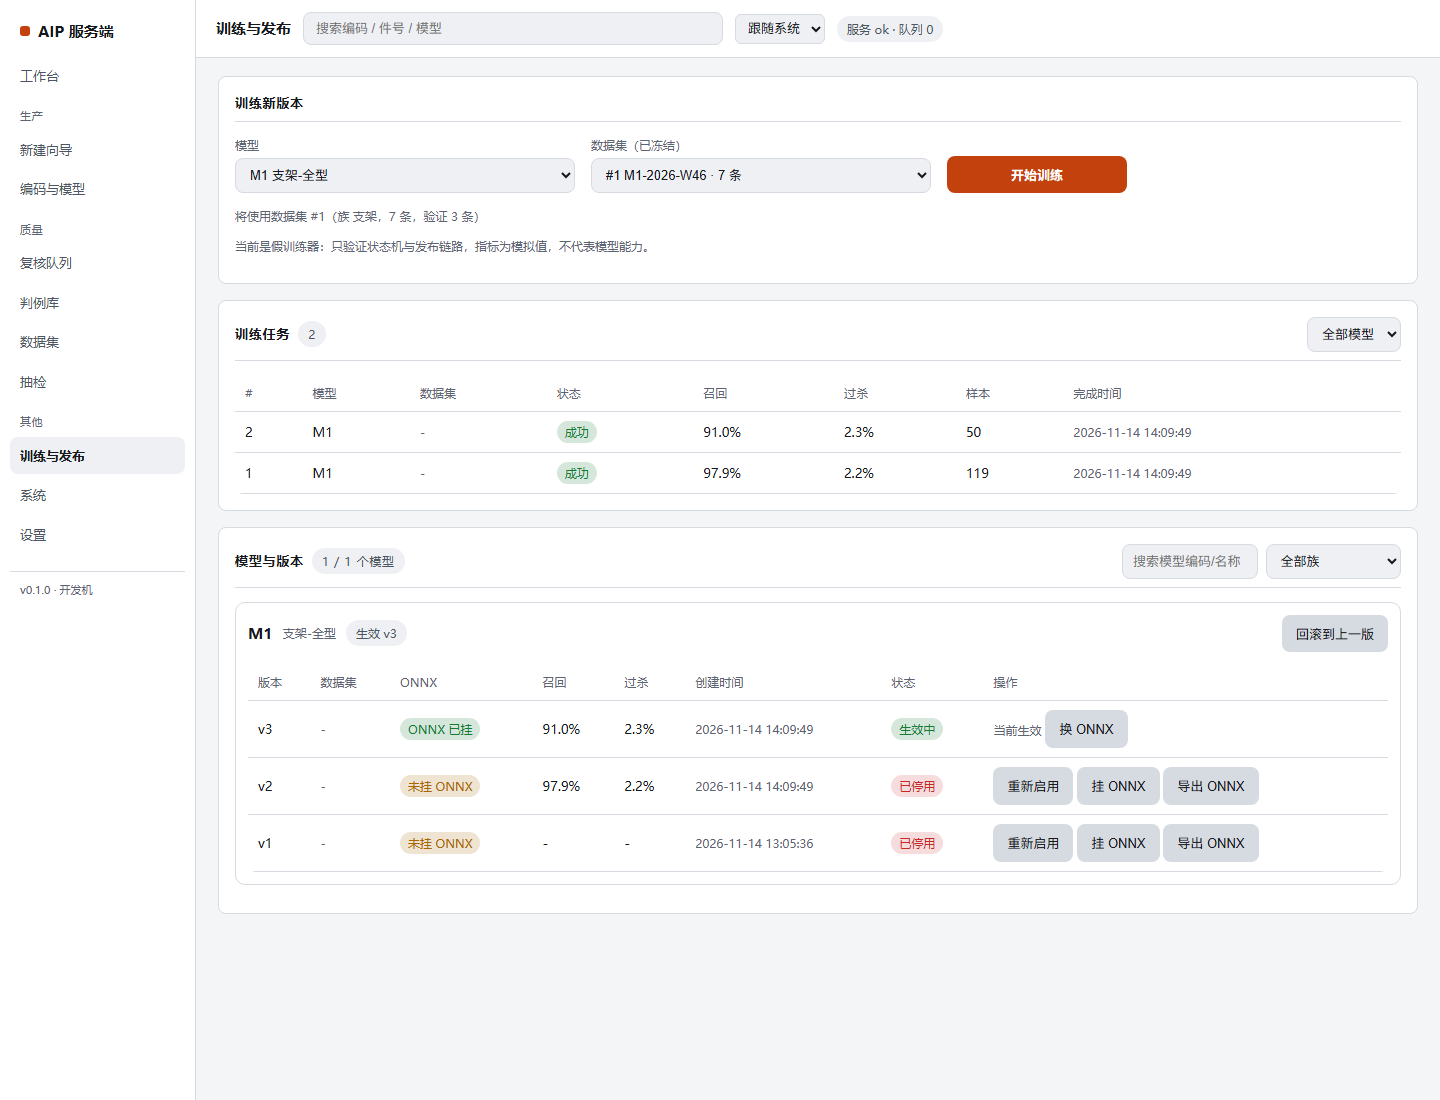 AIP 服务端
工作台
生产
新建向导
编码与模型
质量
复核队列
判例库
数据集
抽检
其他
训练与发布
系统
设置
v0.1.0 · 开发机
训练与发布 搜索编码 / 件号 / 模型 跟随系统 服务 ok · 队列 0
训练新版本
模型 数据集（已冻结）
M1 支架-全型 #1 M1-2026-W46 · 7 条 开始训练
将使用数据集 #1（族 支架，7 条，验证 3 条）
当前是假训练器：只验证状态机与发布链路，指标为模拟值，不代表模型能力。
训练任务 2 全部模型
# 模型 数据集 状态 召回 过杀 样本 完成时间
2 M1 - 成功 91.0% 2.3% 50 2026-11-14 14:09:49
1 M1 - 成功 97.9% 2.2% 119 2026-11-14 14:09:49
模型与版本 1 / 1 个模型 搜索模型编码/名称 全部族
M1 支架-全型 生效 v3 回滚到上一版
版本 数据集 ONNX 召回 过杀 创建时间 状态 操作
v3 - ONNX 已挂 91.0% 2.3% 2026-11-14 14:09:49 生效中 当前生效 换 ONNX
v2 - 未挂 ONNX 97.9% 2.2% 2026-11-14 14:09:49 已停用 重新启用 挂 ONNX 导出 ONNX
v1 - 未挂 ONNX - - 2026-11-14 13:05:36 已停用 重新启用 挂 ONNX 导出 ONNX